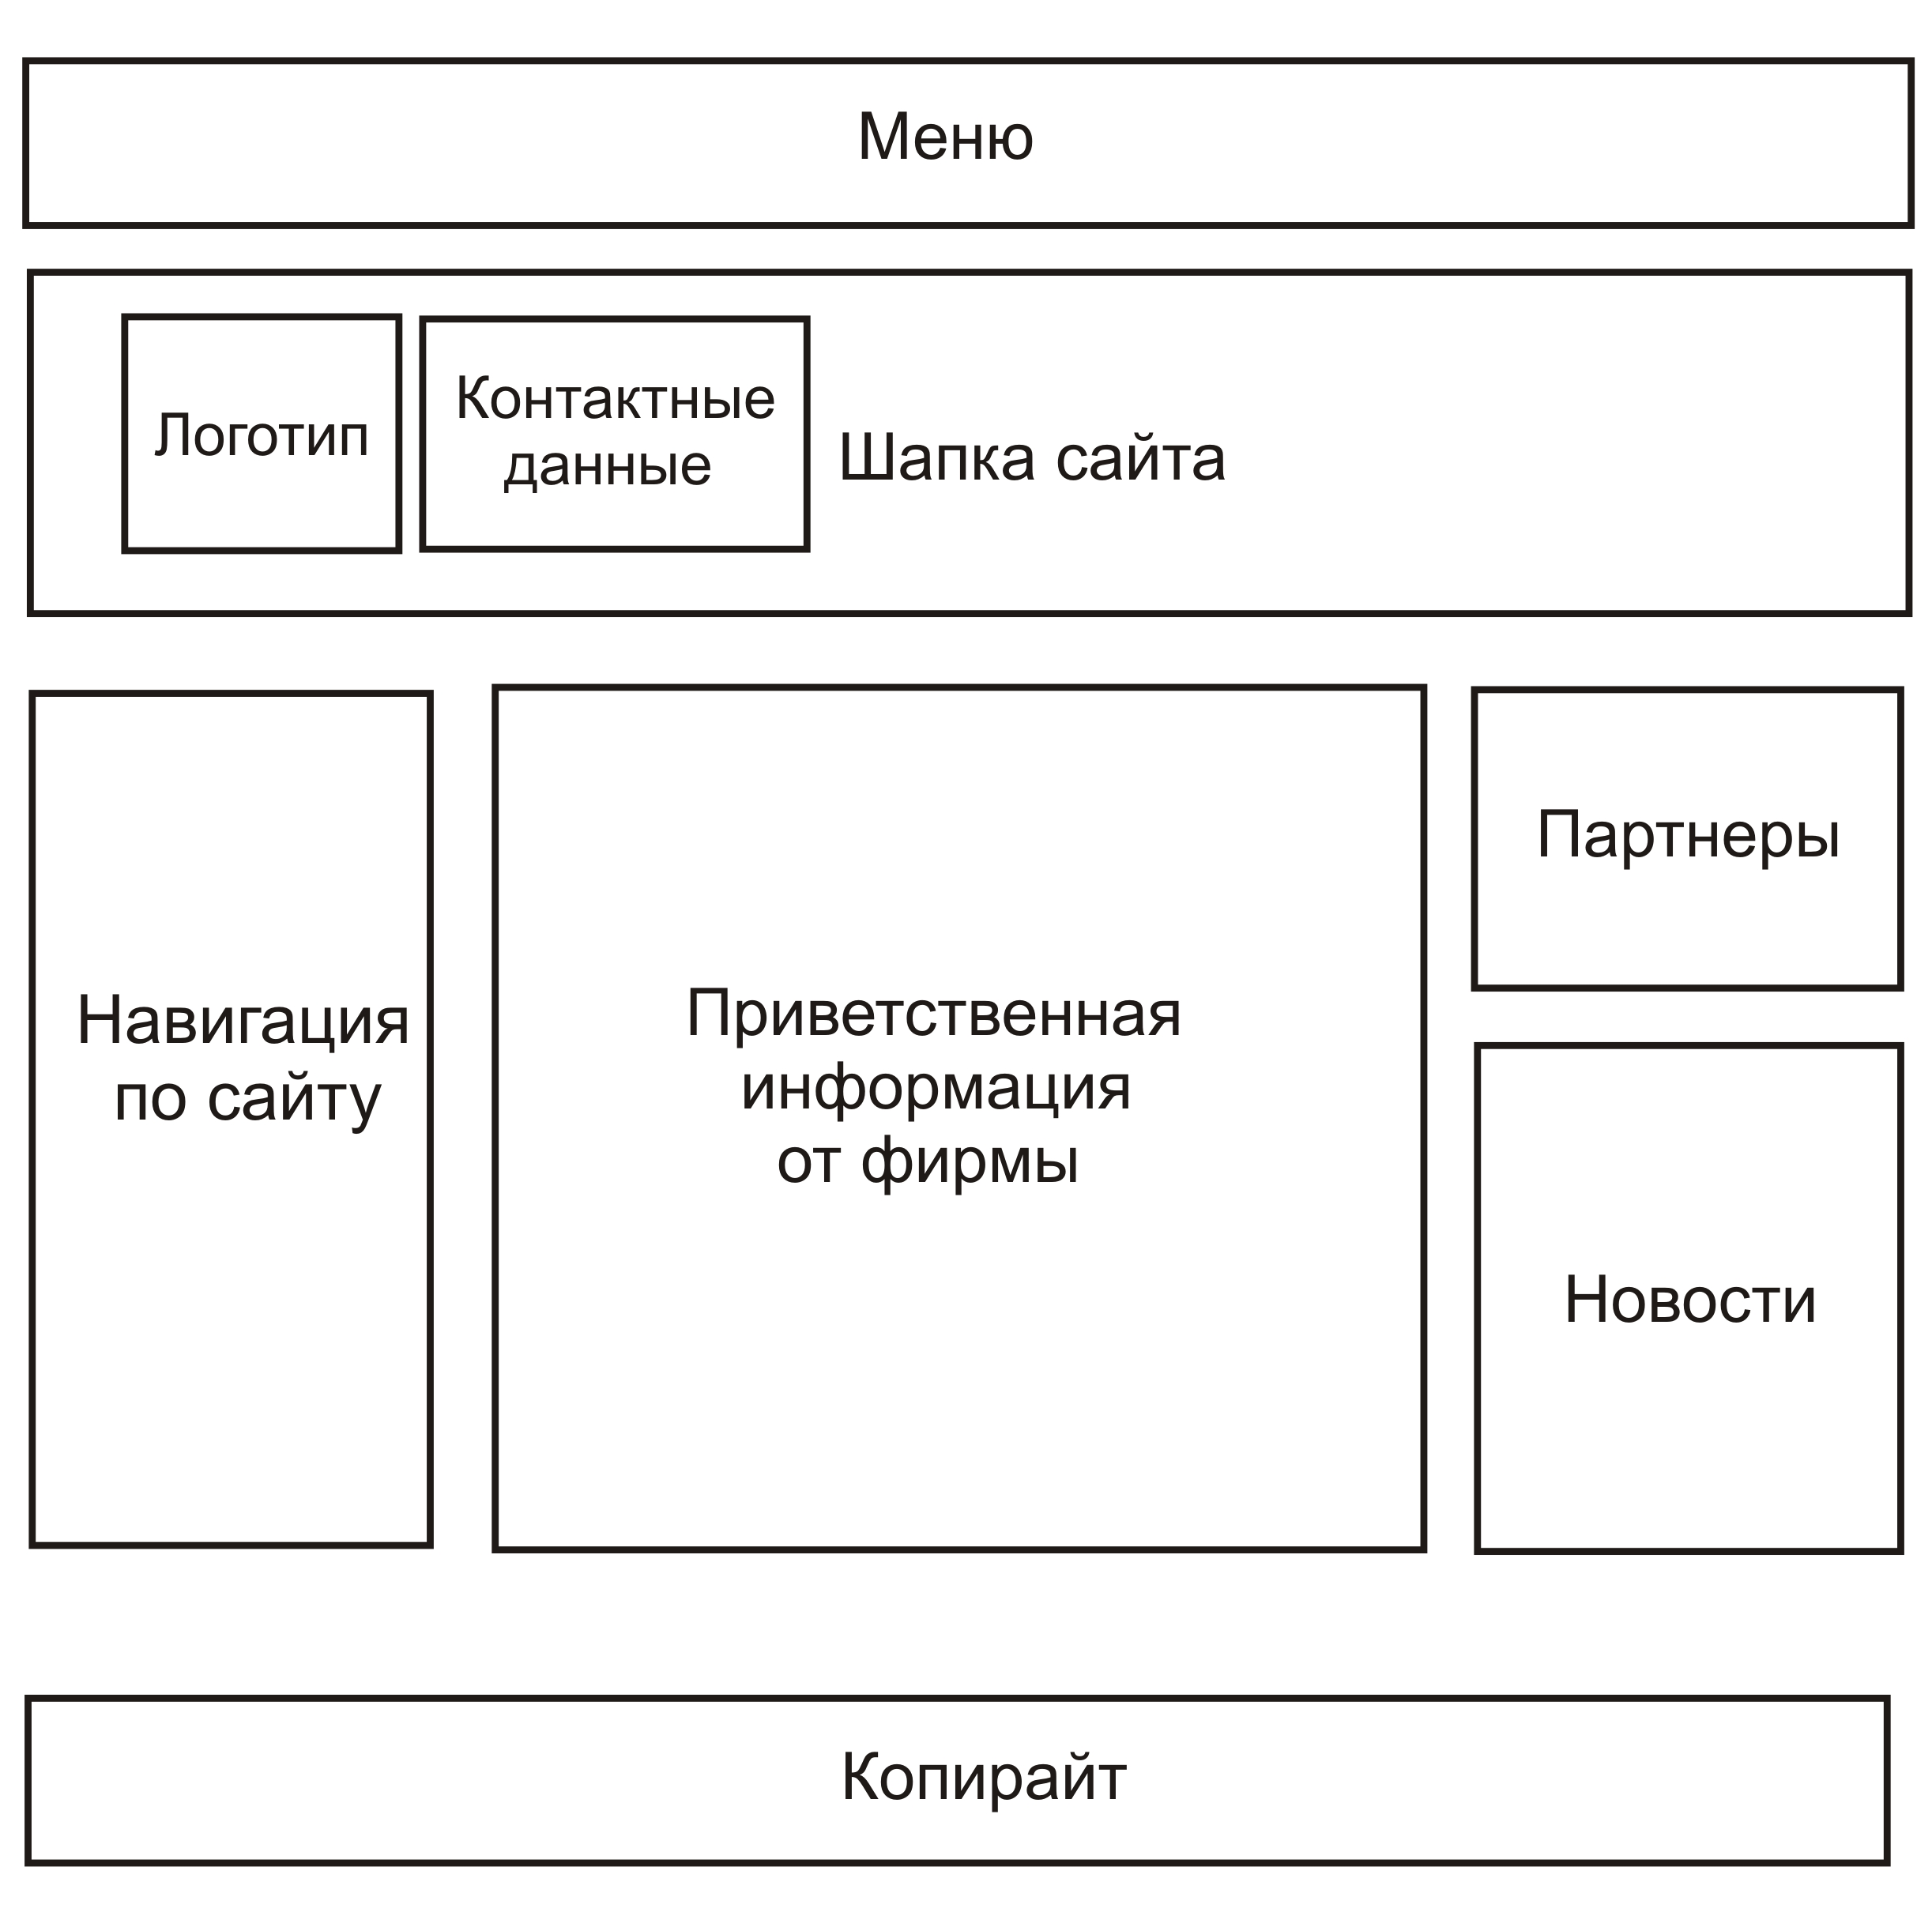 Меню
Логотип
Контактные
данные
Шапка сайта
Навигация
по сайту
Приветственная
информация
от фирмы
Партнеры
Новости
Копирайт